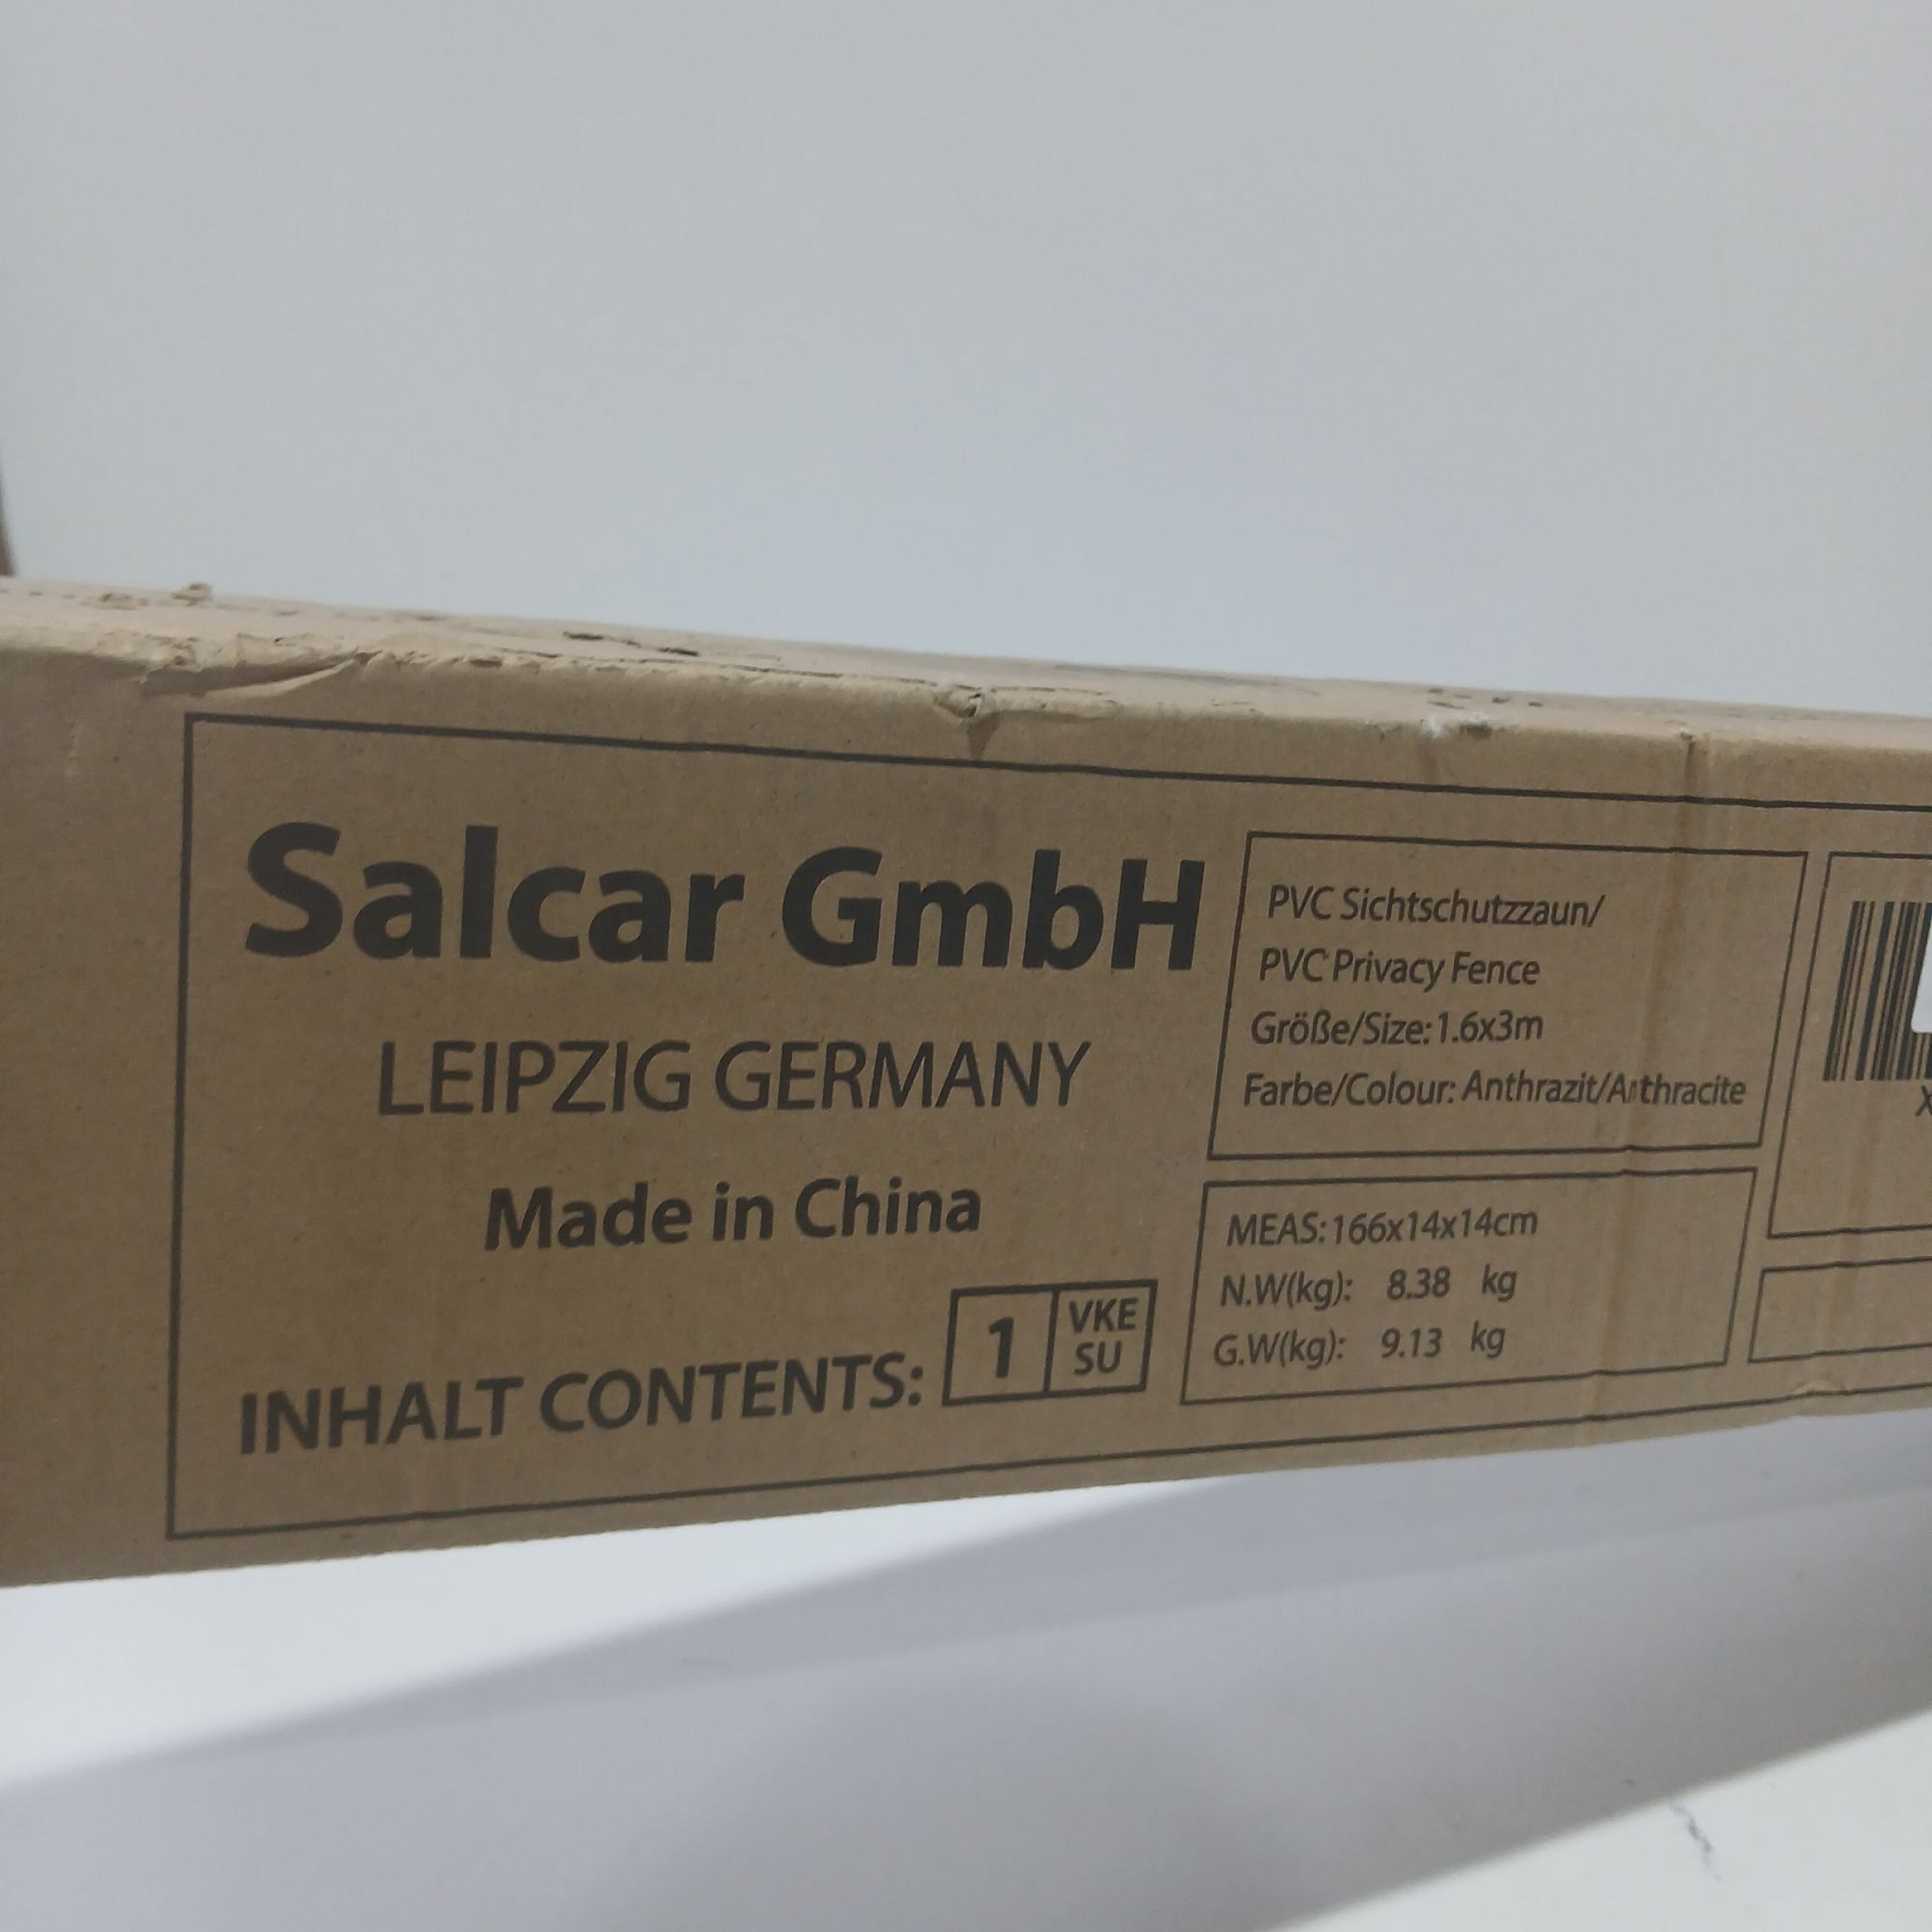 Salcar GmbH
LEIPZIG GERMANY
Made in China
INHALT CONTENTS:
1
VKE
SU
PVC Sichtschutzzaun/
PVC Privacy Fence
Größe/Size:1.6x3m
Farbe/Colour: Anthrazit/Anthracite
MEAS:166x14x14cm
N.W(kg): 8.38 kg
G.W(kg): 9.13 kg
X